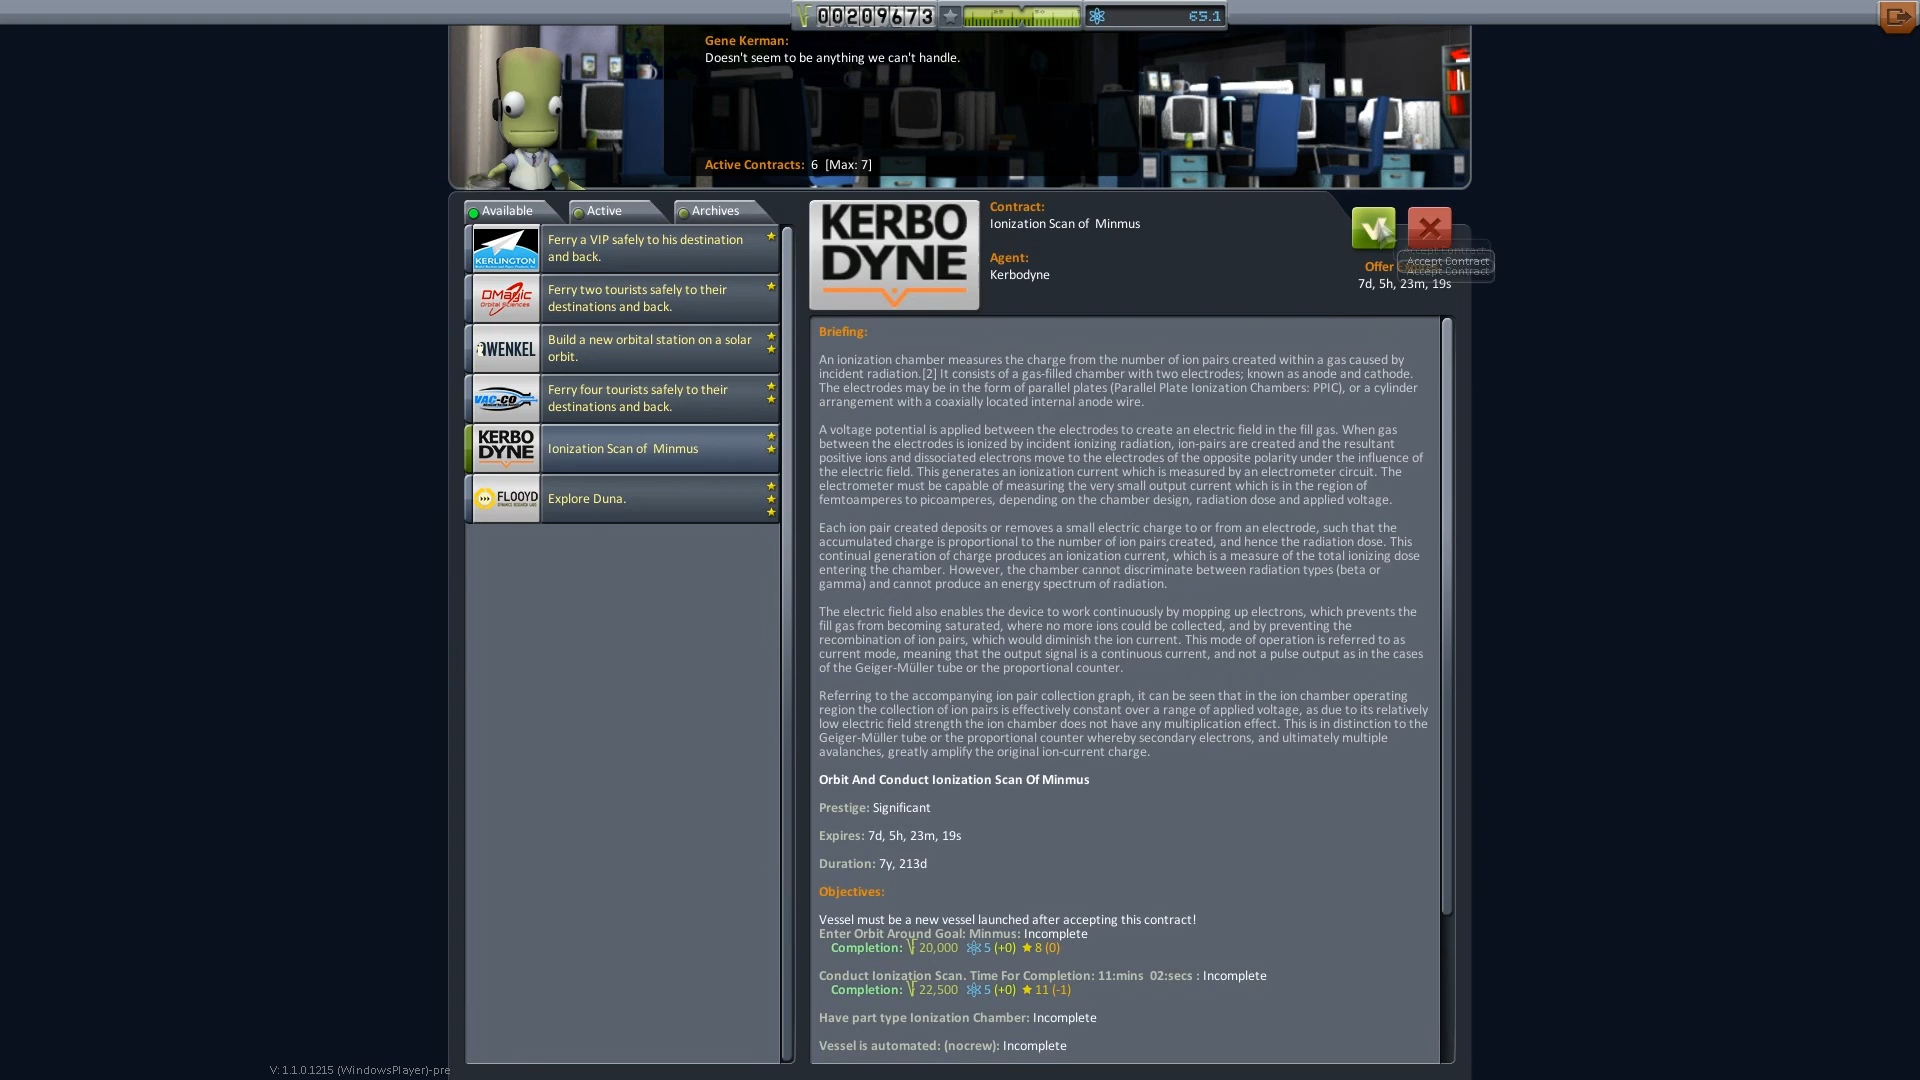 00209673
65.1
Gene Kerman:
Doesn't seem to be anything we can't handle.
Active Contracts: 6 [Max: 7]
Available
Active
Archives
KERLINGTON
Ferry a VIP safely to his destination
and back.
DMagic
Orbital Sciences
Ferry two tourists safely to their
destinations and back.
WENKEL
Build a new orbital station on a solar
orbit.
VAC-CO
Ferry four tourists safely to their
destinations and back.
KERBO
DYNE
Ionization Scan of Minmus
FLOOYD
Explore Duna.
KERBO
DYNE
Contract:
Ionization Scan of Minmus
Agent:
Kerbodyne
Offer
Accept Contract
7d, 5h, 23m, 19s
Briefing:
An ionization chamber measures the charge from the number of ion pairs created within a gas caused by
incident radiation.[2] It consists of a gas-filled chamber with two electrodes; known as anode and cathode.
The electrodes may be in the form of parallel plates (Parallel Plate Ionization Chambers: PPIC), or a cylinder
arrangement with a coaxially located internal anode wire.
A voltage potential is applied between the electrodes to create an electric field in the fill gas. When gas
between the electrodes is ionized by incident ionizing radiation, ion-pairs are created and the resultant
positive ions and dissociated electrons move to the electrodes of the opposite polarity under the influence of
the electric field. This generates an ionization current which is measured by an electrometer circuit. The
electrometer must be capable of measuring the very small output current which is in the region of
femtoamperes to picoamperes, depending on the chamber design, radiation dose and applied voltage.
Each ion pair created deposits or removes a small electric charge to or from an electrode, such that the
accumulated charge is proportional to the number of ion pairs created, and hence the radiation dose. This
continual generation of charge produces an ionization current, which is a measure of the total ionizing dose
entering the chamber. However, the chamber cannot discriminate between radiation types (beta or
gamma) and cannot produce an energy spectrum of radiation.
The electric field also enables the device to work continuously by mopping up electrons, which prevents the
fill gas from becoming saturated, where no more ions could be collected, and by preventing the
recombination of ion pairs, which would diminish the ion current. This mode of operation is referred to as
current mode, meaning that the output signal is a continuous current, and not a pulse output as in the cases
of the Geiger-Müller tube or the proportional counter.
Referring to the accompanying ion pair collection graph, it can be seen that in the ion chamber operating
region the collection of ion pairs is effectively constant over a range of applied voltage, as due to its relatively
low electric field strength the ion chamber does not have any multiplication effect. This is in distinction to the
Geiger-Müller tube or the proportional counter whereby secondary electrons, and ultimately multiple
avalanches, greatly amplify the original ion-current charge.
Orbit And Conduct Ionization Scan Of Minmus
Prestige: Significant
Expires: 7d, 5h, 23m, 19s
Duration: 7y, 213d
Objectives:
Vessel must be a new vessel launched after accepting this contract!
Enter Orbit Around Goal: Minmus: Incomplete
Completion: 20,000 5 (+0) 8 (0)
Conduct Ionization Scan. Time For Completion: 11:mins 02:secs : Incomplete
Completion: 22,500 5 (+0) 11 (-1)
Have part type Ionization Chamber: Incomplete
Vessel is automated: (nocrew): Incomplete
V: 1.1.0.1215 (WindowsPlayer)-pre